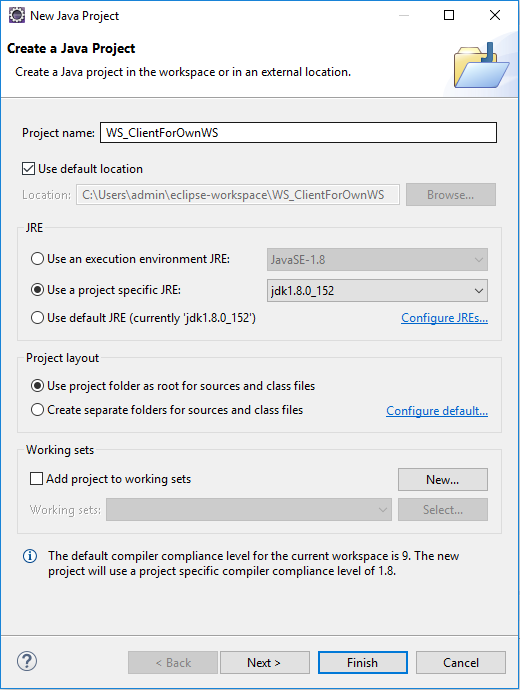 New Java Project
Create a Java Project
Create a Java project in the workspace or in an external location.
Project name: WS_ClientForOwnWS
Use default location
Location: C:\Users\admin\eclipse-workspace\WS_ClientForOwnWS Browse...
JRE
Use an execution environment JRE: JavaSE-1.8
Use a project specific JRE: jdk1.8.0_152
Use default JRE (currently 'jdk1.8.0_152') Configure JREs...
Project layout
Use project folder as root for sources and class files
Create separate folders for sources and class files Configure default...
Working sets
Add project to working sets New...
Working sets: Select...
The default compiler compliance level for the current workspace is 9. The new
project will use a project specific compiler compliance level of 1.8.
? < Back Next > Finish Cancel